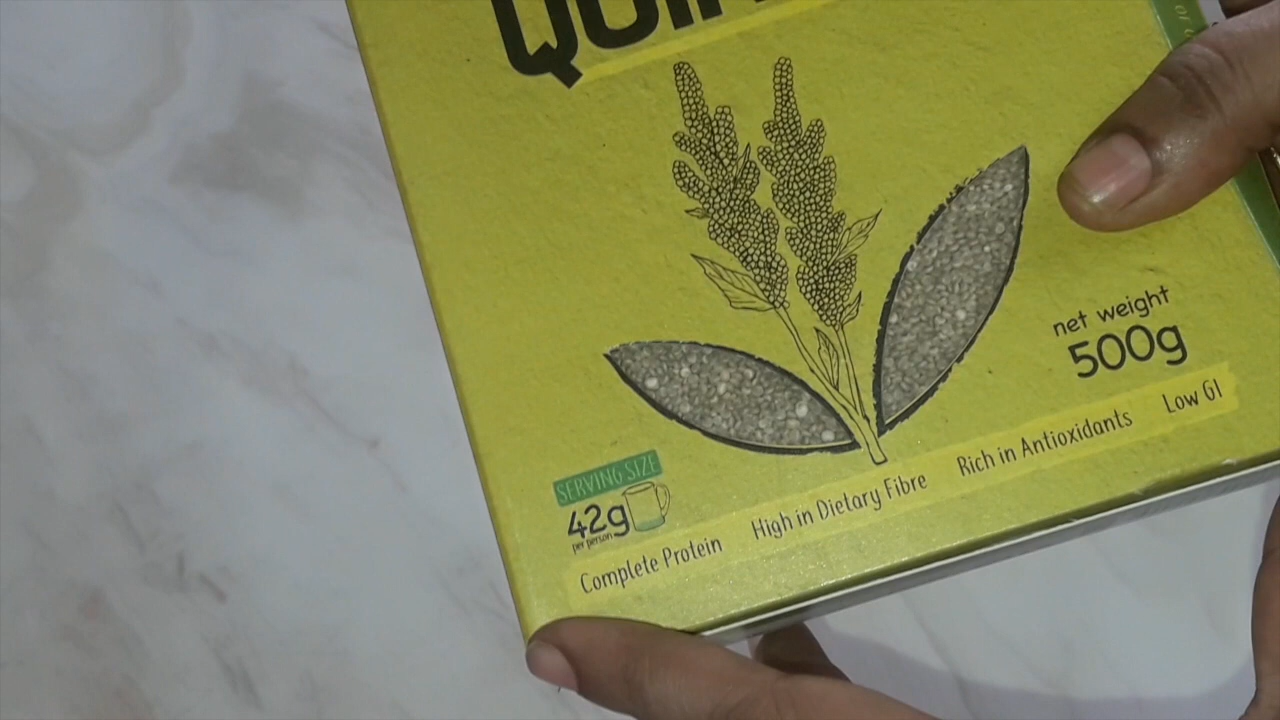 net weight
500g
SERVING SIZE
42g
per person
Complete Protein High in Dietary Fibre Rich in Antioxidants Low GI